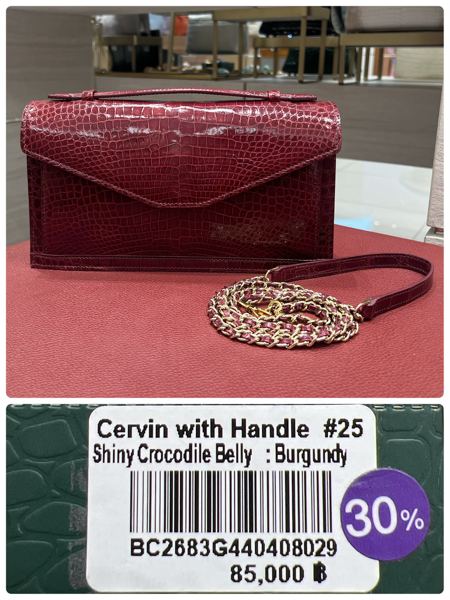 Cervin with Handle #25
Shiny Crocodile Belly : Burgundy
30%
BC2683G440408029
85,000 ฿